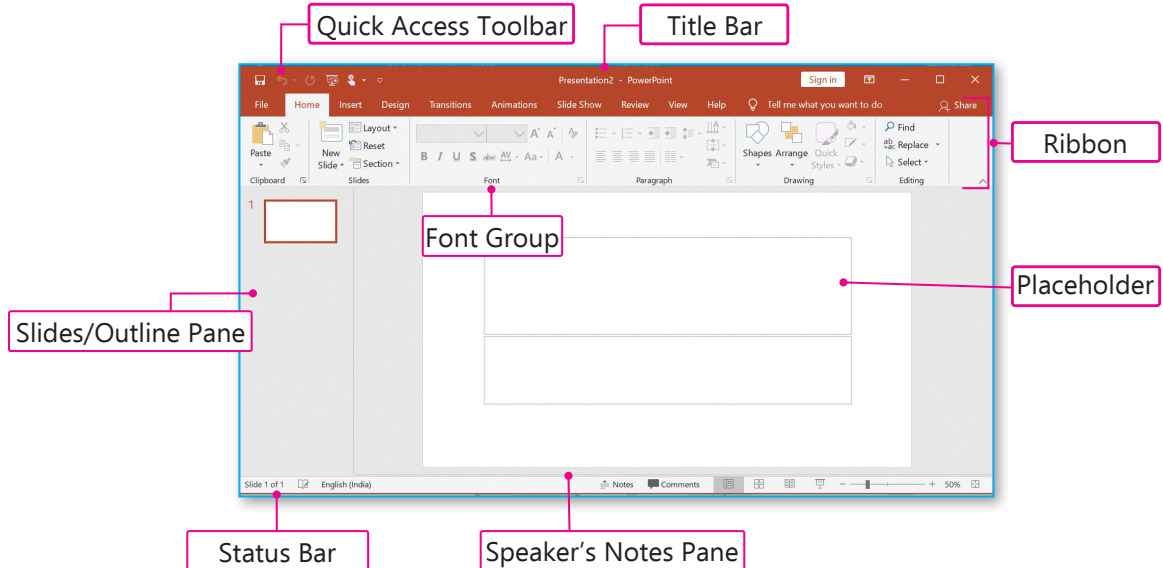 Quick Access Toolbar
Title Bar
Presentation2 - PowerPoint
Sign in
File Home Insert Design Transitions Animations Slide Show Review View Help Tell me what you want to do Share
Paste
New Slide
Layout
Reset
Section
B I U S abc AV Aa A
A A
Shapes Arrange Quick Styles
Find
Replace
Select
Clipboard Slides Font Paragraph Drawing Editing
Ribbon
1
Font Group
Placeholder
Slides/Outline Pane
Slide 1 of 1 English (India) Notes Comments 50%
Status Bar
Speaker's Notes Pane